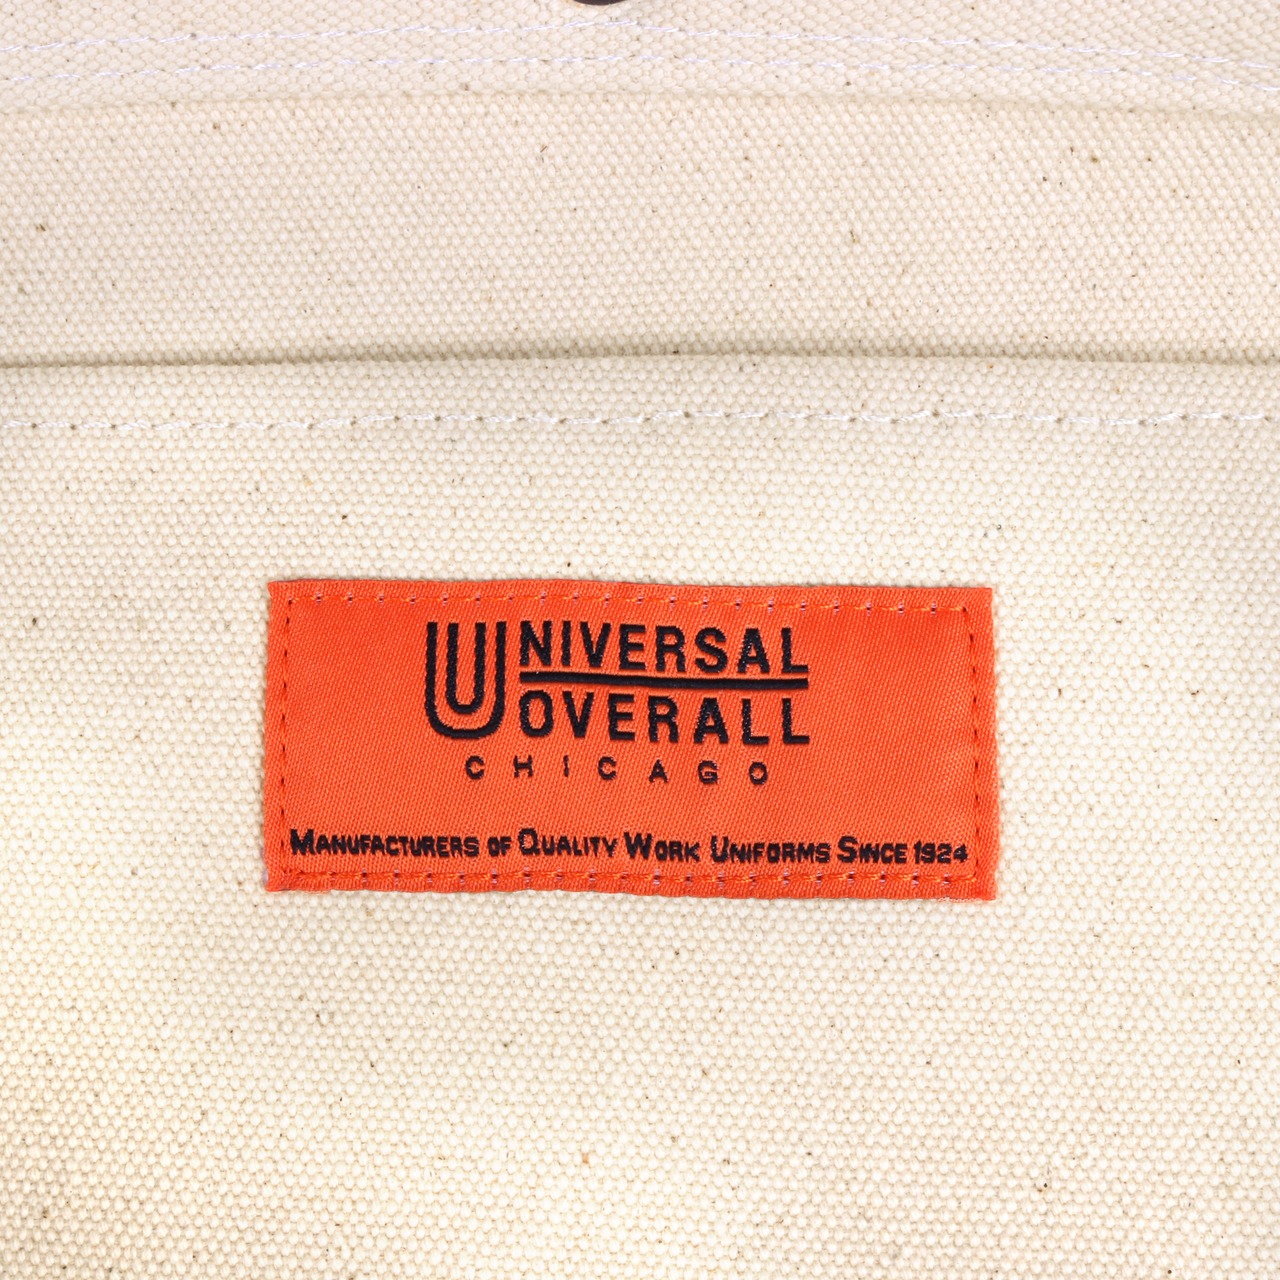 UNIVERSAL
OVERALL
CHICAGO
MANUFACTURERS OF QUALITY WORK UNIFORMS SINCE 1924